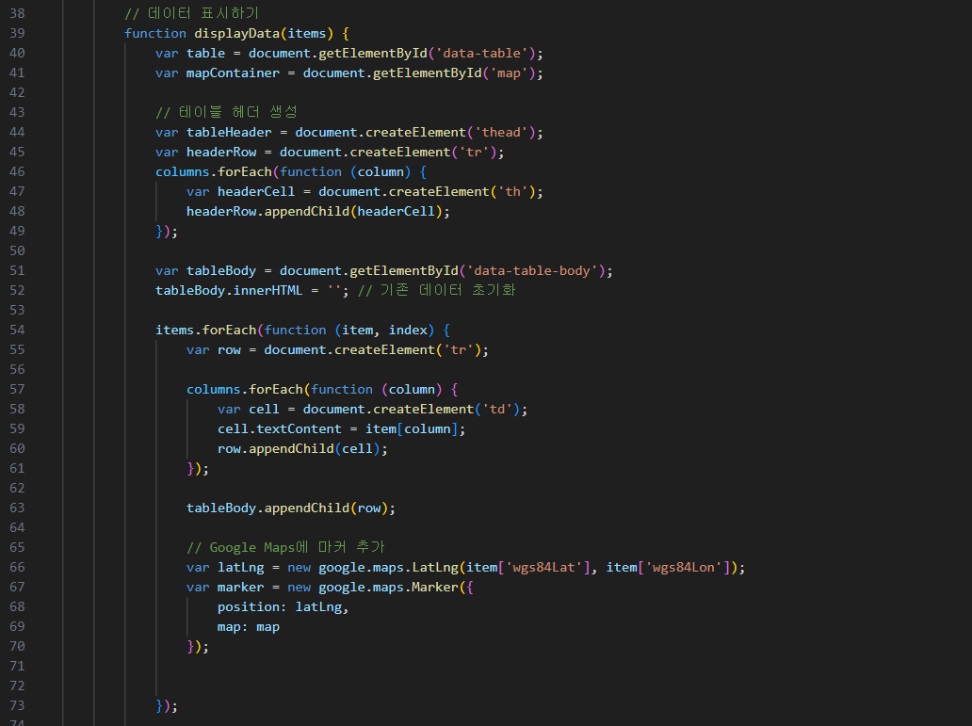 38 // 데이터 표시하기
39 function displayData(items) {
40 var table = document.getElementById('data-table');
41 var mapContainer = document.getElementById('map');
42
43 // 테이블 헤더 생성
44 var tableHeader = document.createElement('thead');
45 var headerRow = document.createElement('tr');
46 columns.forEach(function (column) {
47 var headerCell = document.createElement('th');
48 headerRow.appendChild(headerCell);
49 });
50
51 var tableBody = document.getElementById('data-table-body');
52 tableBody.innerHTML = ''; // 기존 데이터 초기화
53
54 items.forEach(function (item, index) {
55 var row = document.createElement('tr');
56
57 columns.forEach(function (column) {
58 var cell = document.createElement('td');
59 cell.textContent = item[column];
60 row.appendChild(cell);
61 });
62
63 tableBody.appendChild(row);
64
65 // Google Maps에 마커 추가
66 var latLng = new google.maps.LatLng(item['wgs84Lat'], item['wgs84Lon']);
67 var marker = new google.maps.Marker({
68 position: latLng,
69 map: map
70 });
71
72
73 });
74